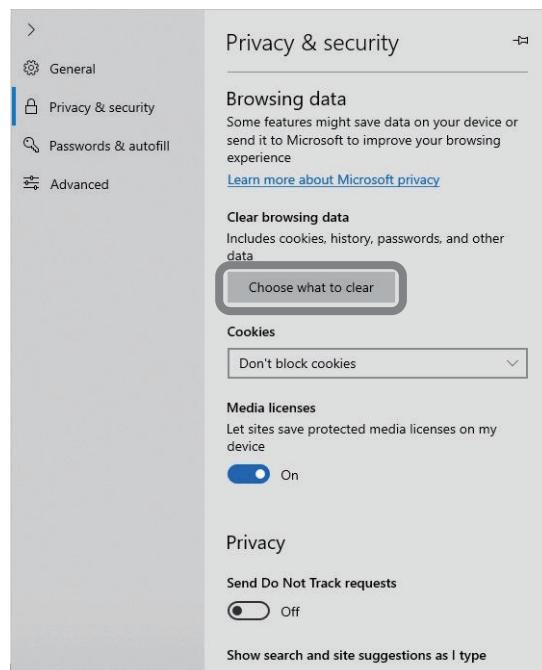 General
Privacy & security
Passwords & autofill
Advanced
Privacy & security
Browsing data
Some features might save data on your device or
send it to Microsoft to improve your browsing
experience
Learn more about Microsoft privacy
Clear browsing data
Includes cookies, history, passwords, and other
data
Choose what to clear
Cookies
Don't block cookies
Media licenses
Let sites save protected media licenses on my
device
On
Privacy
Send Do Not Track requests
Off
Show search and site suggestions as I type